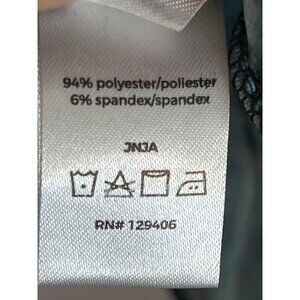 94% polyester/poliester
6% spandex/spandex
JNJA
RN# 129406